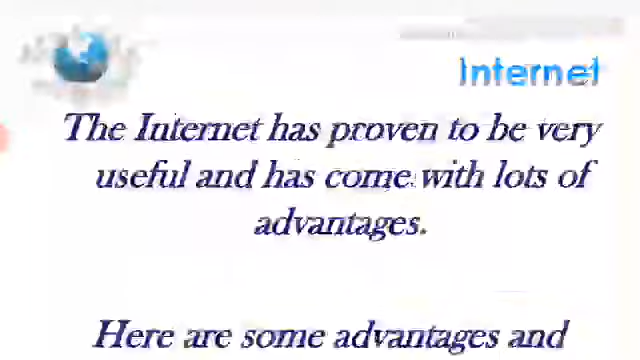 Internet
The Internet has proven to be very
useful and has come with lots of
advantages.
Here are some advantages and